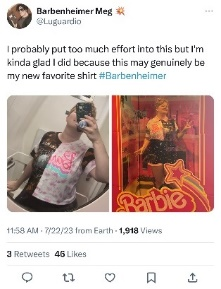 Barbenheimer Meg 💥
@Luguardio
I probably put too much effort into this but I'm
kinda glad I did because this may genuinely be
my new favorite shirt #Barbenheimer
Barbie
11:58 AM · 7/22/23 from Earth · 1,918 Views
3 Retweets 46 Likes